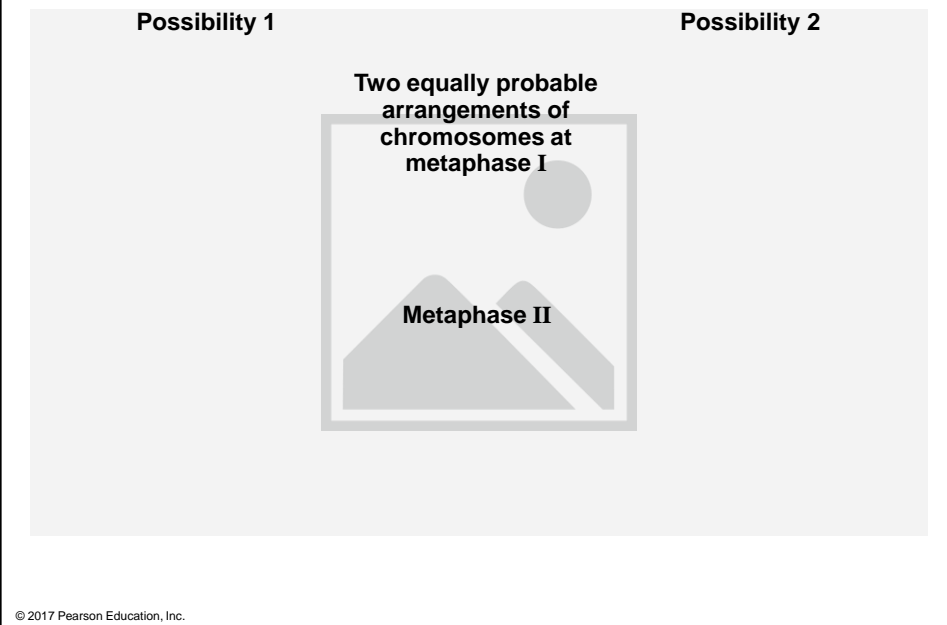 Possibility 1
Possibility 2
Two equally probable
arrangements of
chromosomes at
metaphase I
Metaphase II
© 2017 Pearson Education, Inc.